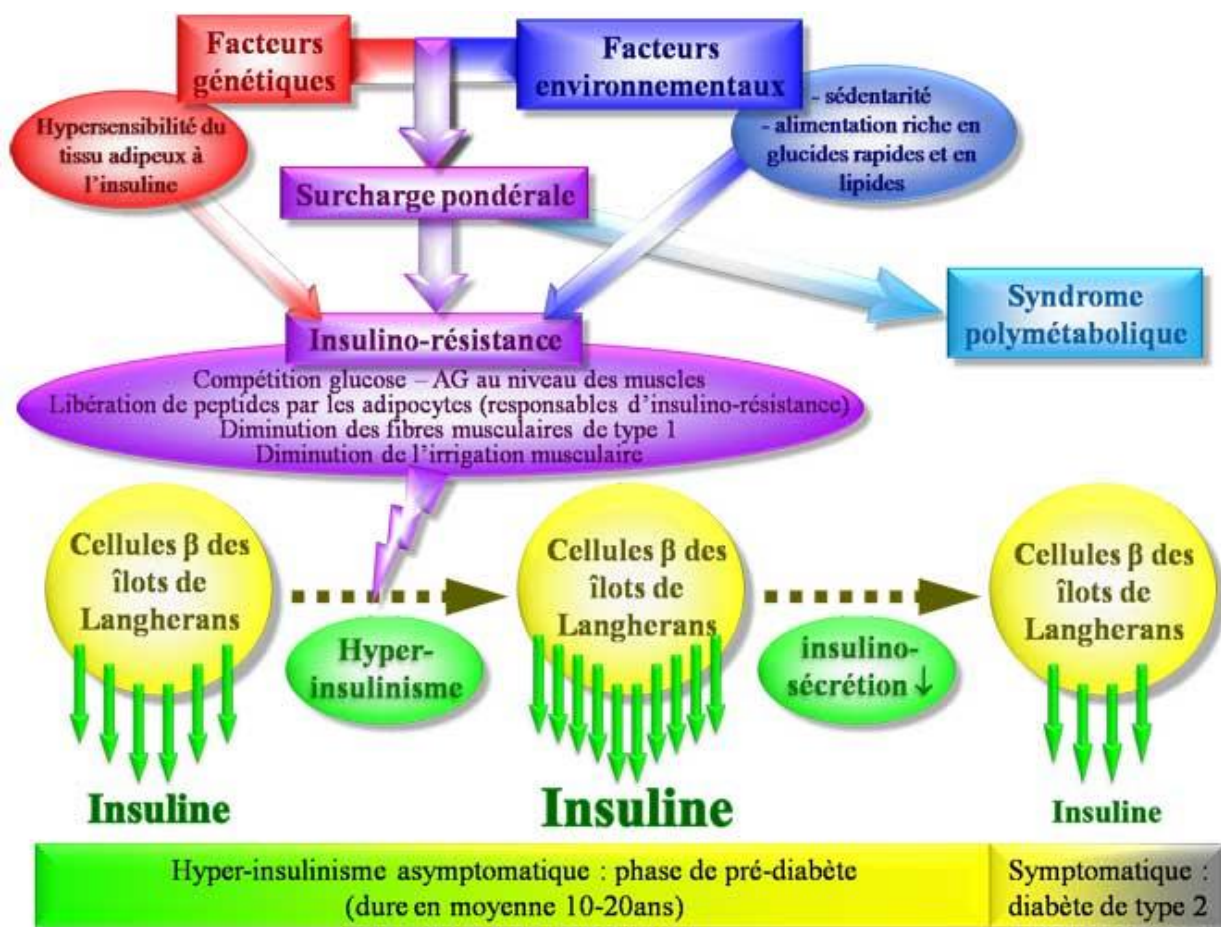 Facteurs
génétiques
Facteurs
environnementaux
Hypersensibilité du
tissu adipeux à
l'insuline
- sédentarité
- alimentation riche en
glucides rapides et en
lipides
Surcharge pondérale
Syndrome
polymétabolique
Insulino-résistance
Compétition glucose – AG au niveau des muscles
Libération de peptides par les adipocytes (responsables d'insulino-résistance)
Diminution des fibres musculaires de type 1
Diminution de l'irrigation musculaire
Cellules β des
îlots de
Langherans
Hyper-
insulinisme
Cellules β des
îlots de
Langherans
insulino-
sécrétion ↓
Cellules β des
îlots de
Langherans
Insuline
Insuline
Insuline
Hyper-insulinisme asymptomatique : phase de pré-diabète
(dure en moyenne 10-20ans)
Symptomatique :
diabète de type 2